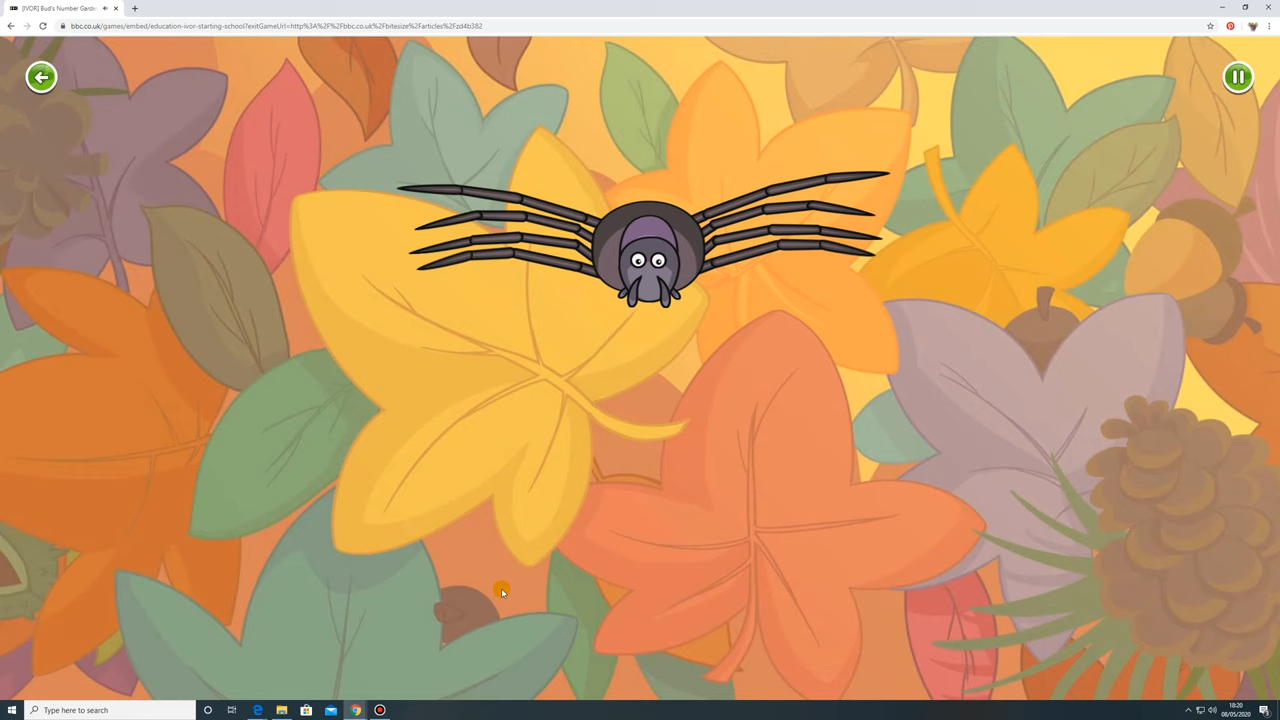 [IVOR] Bud's Number Garde
bbc.co.uk/games/embed/education-ivor-starting-school?exitGameUrl=http%3A%2F%2Fbbc.co.uk%2Fbitesize%2Farticles%2Fzd4b382
Type here to search
18:20
08/05/2020